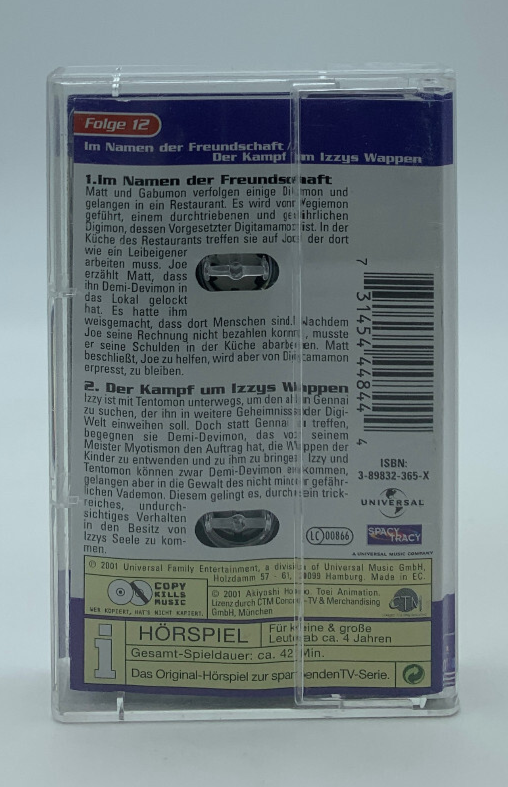 Folge 12
Im Namen der Freundschaft/
Der Kampf um Izzys Wappen
1.Im Namen der Freundschaft
Matt und Gabumon verfolgen einige Digimon und
gelangen in ein Restaurant. Es wird von Vegiemon
geführt, einem durchtriebenen und gefährlichen
Digimon, dessen Vorgesetzter Digitamamon ist. In der
Küche des Restaurants treffen sie auf Joe, der dort
wie ein Leibeigener
arbeiten muss. Joe
erzählt Matt, dass
ihn Demi-Devimon in
das Lokal gelockt
hat. Es hatte ihm
weisgemacht, dass dort Menschen sind. Nachdem
Joe seine Rechnung nicht bezahlen konnte, musste
er seine Schulden in der Küche abarbeiten. Matt
beschließt, Joe zu helfen, wird aber von Digitamamon
erpresst, zu bleiben.
2. Der Kampf um Izzys Wappen
Izzy ist mit Tentomon unterwegs, um den alten Gennai
zu suchen, der ihn in weitere Geheimnisse der Digi-
Welt einweihen soll. Doch statt Gennai zu treffen,
begegnen sie Demi-Devimon, das von seinem
Meister Myotismon den Auftrag hat, die Wappen der
Kinder zu entwenden und zu ihm zu bringen. Izzy und
Tentomon können zwar Demi-Devimon entkommen,
gelangen aber in die Gewalt des nicht minder gefähr-
lichen Vademon. Diesem gelingt es, durch ein trick-
reiches, undurch-
sichtiges Verhalten
in den Besitz von
Izzys Seele zu kom-
men.
7 31454 44844 4
ISBN:
3-89832-365-X
UNIVERSAL
LC 00866
SPACY
TRACY
A UNIVERSAL MUSIC COMPANY
℗ 2001 Universal Family Entertainment, a division of Universal Music GmbH,
Holzdamm 57 - 61, 20099 Hamburg. Made in EC.
COPY
KILLS
MUSIC
WER KOPIERT, HAT'S NICHT KAPIERT.
© 2001 Akiyoshi Hongo. Toei Animation.
Lizenz durch CTM Concept-TV & Merchandising
GmbH, München
CTM
i
HÖRSPIEL
Für kleine & große
Leute ab ca. 4 Jahren
Gesamt-Spieldauer: ca. 42 Min.
Das Original-Hörspiel zur spannenden TV-Serie.